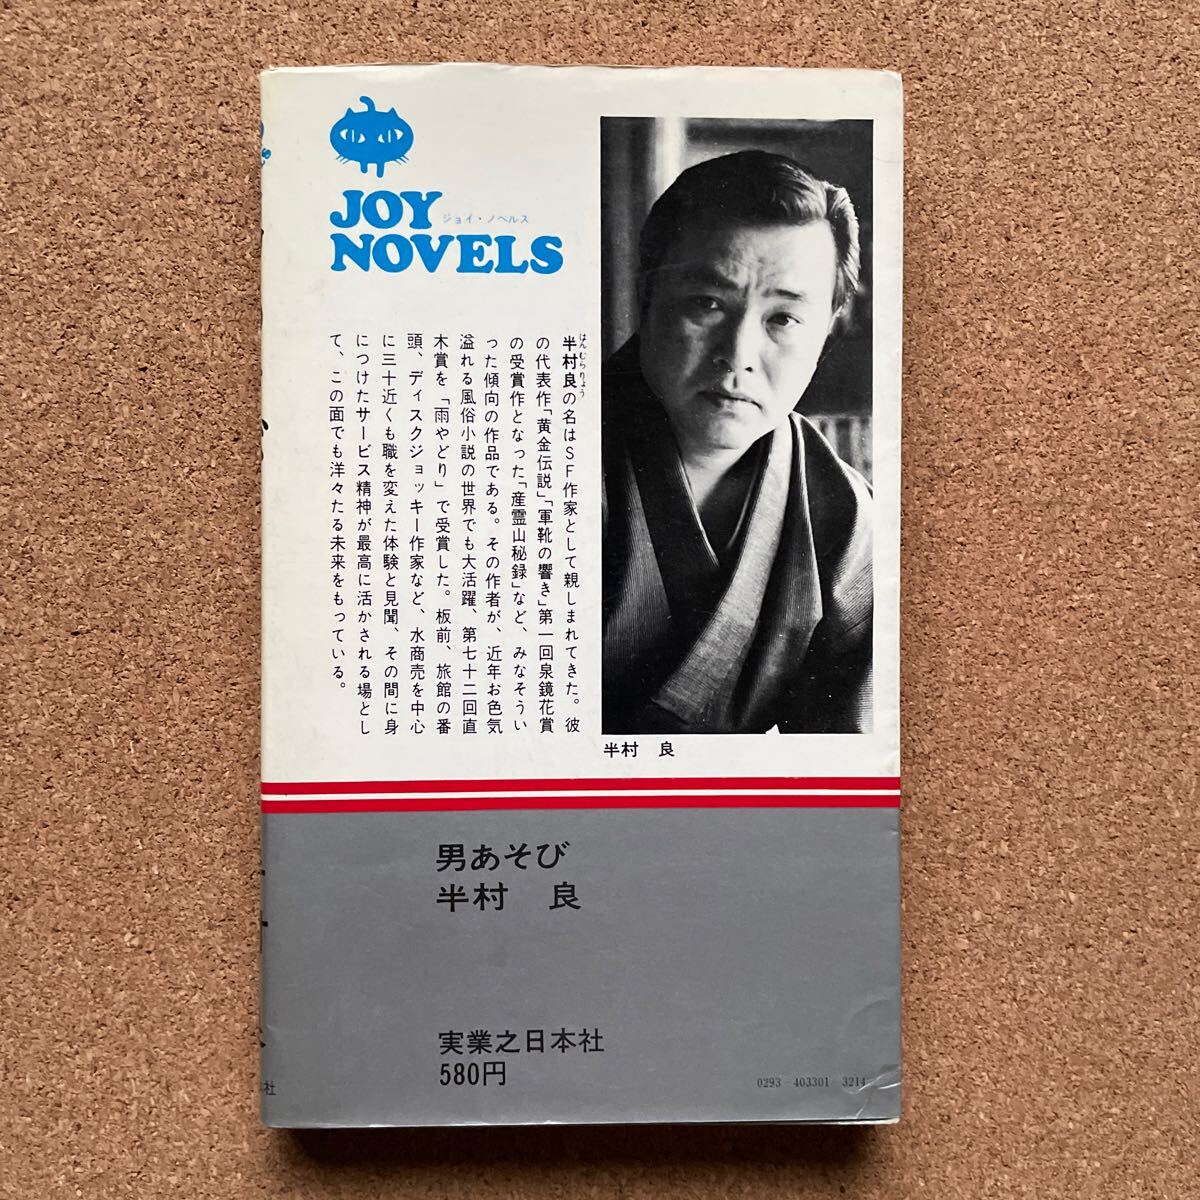 JOY
ジョイ・ノベルス
NOVELS
はんむらりょう
半村良の名はSF作家として親しまれてきた。彼
の代表作「黄金伝説」「軍靴の響き」第一回泉鏡花賞
の受賞作となった「産霊山秘録」など、みなそうい
った傾向の作品である。その作者が、近年お色気
溢れる風俗小説の世界でも大活躍、第七十二回直
木賞を「雨やどり」で受賞した。板前、旅館の番
頭、ディスクジョッキー作家など、水商売を中心
に三十近くも職を変えた体験と見聞、その間に身
につけたサービス精神が最高に活かされる場とし
て、この面でも洋々たる未来をもっている。
半村 良
男あそび
半村 良
実業之日本社
580円
0293-403301-3214
社